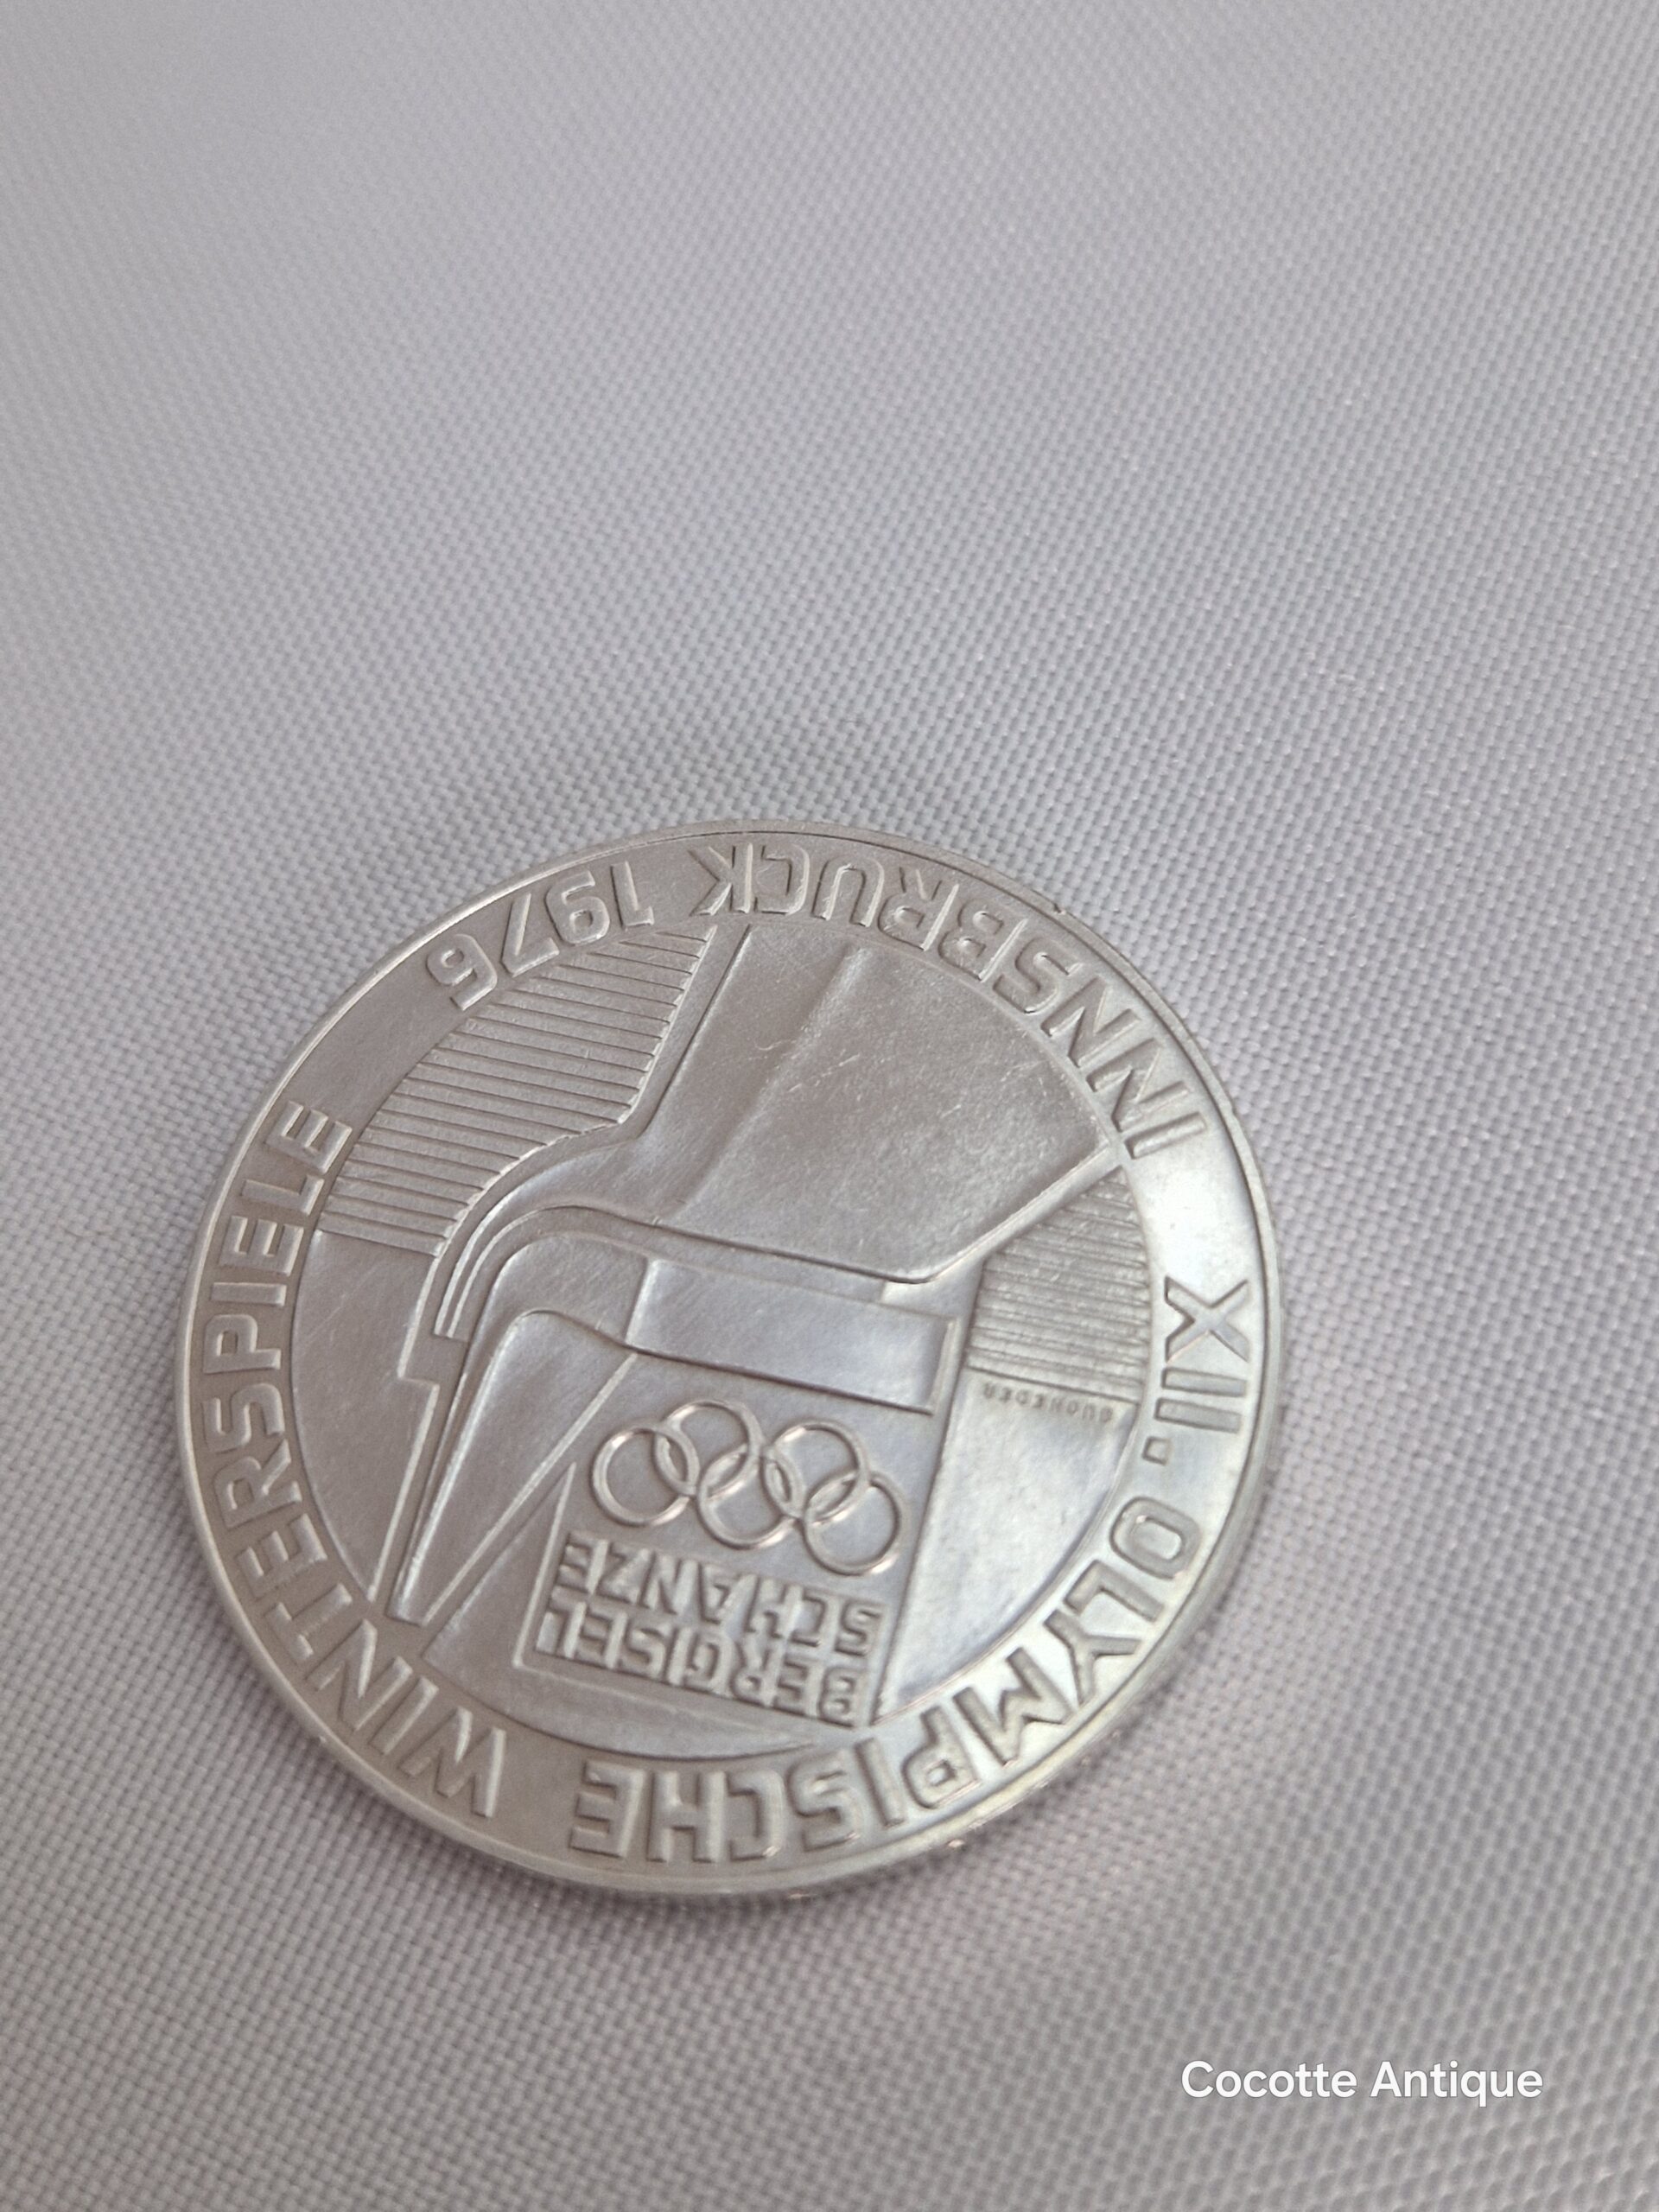 XII. OLYMPISCHE WINTERSPIELE
INNSBRUCK 1976
BERGISEL
SCHANZE
Cocotte Antique